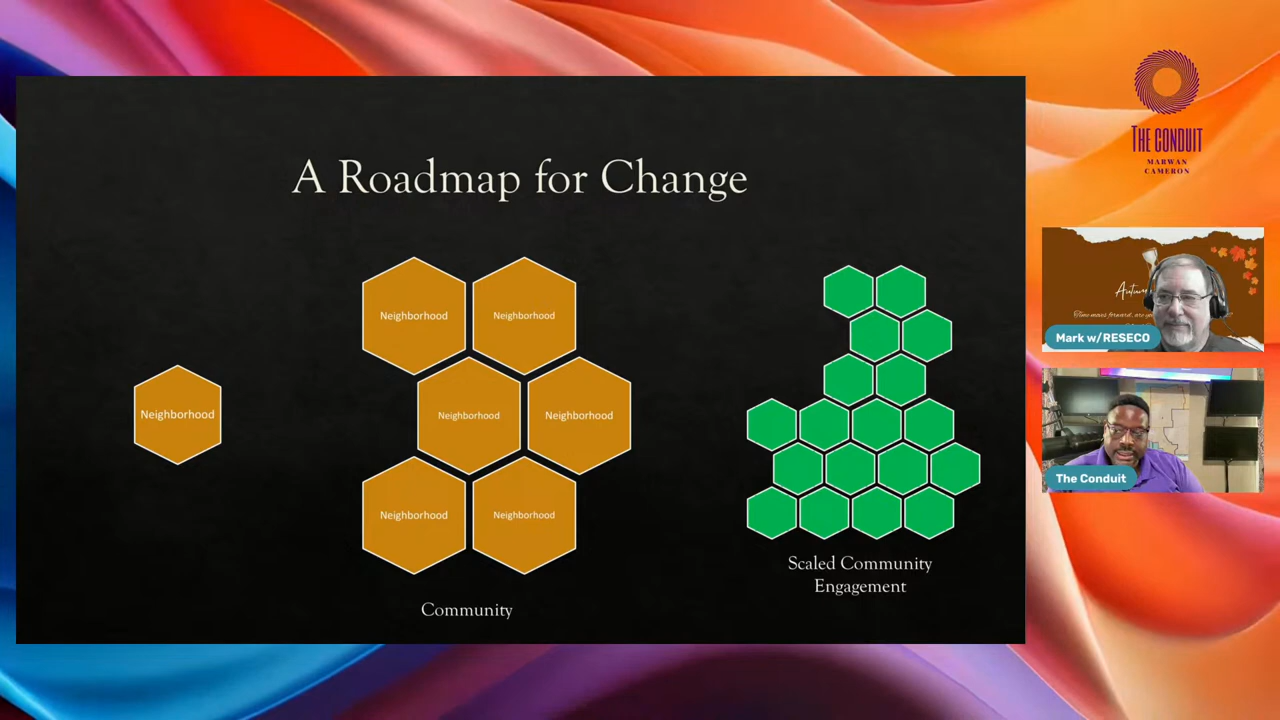 A Roadmap for Change
Neighborhood
Neighborhood
Neighborhood
Neighborhood
Neighborhood
Neighborhood
Neighborhood
Community
Scaled Community
Engagement
THE CONDUIT
MARWAN
CAMERON
Mark w/RESECO
The Conduit